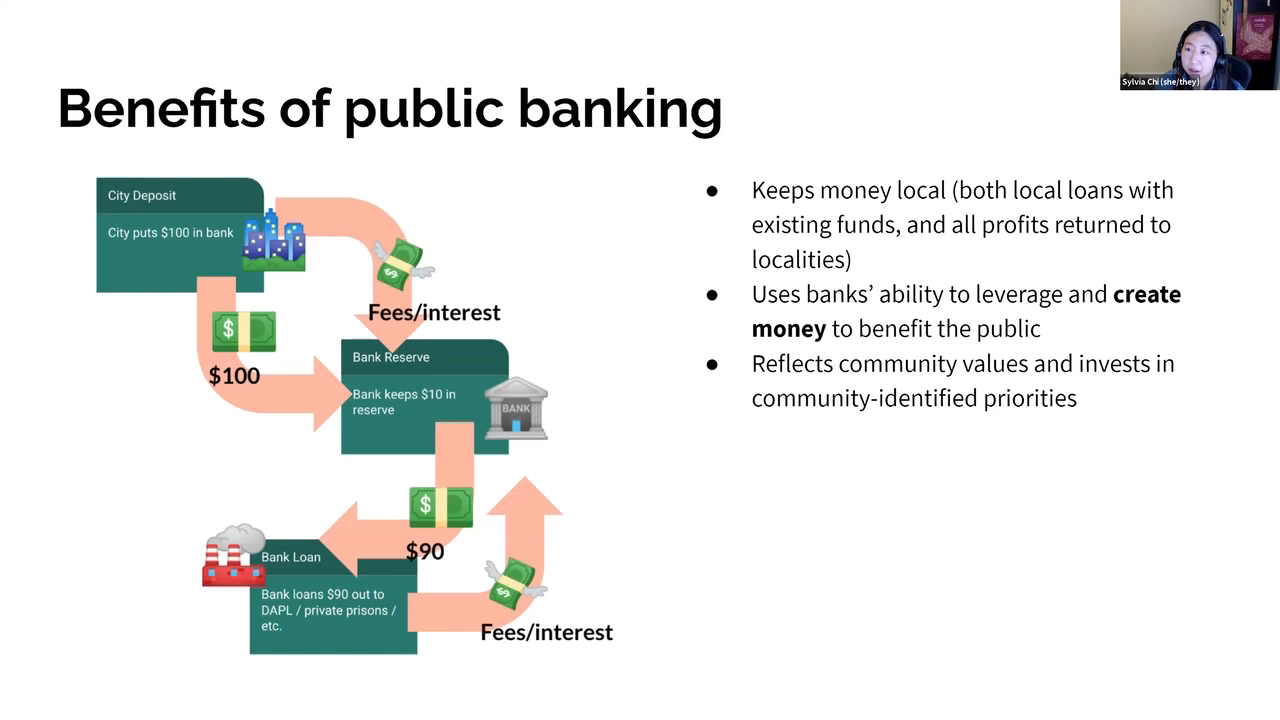 Sylvia Chi (she/they)
Benefits of public banking
City Deposit
City puts $100 in bank
Fees/interest
$100
Bank Reserve
Bank keeps $10 in
reserve
BANK
$90
Bank Loan
Bank loans $90 out to
DAPL / private prisons /
etc.
Fees/interest
● Keeps money local (both local loans with
existing funds, and all profits returned to
localities)
● Uses banks’ ability to leverage and create
money to benefit the public
● Reflects community values and invests in
community-identified priorities